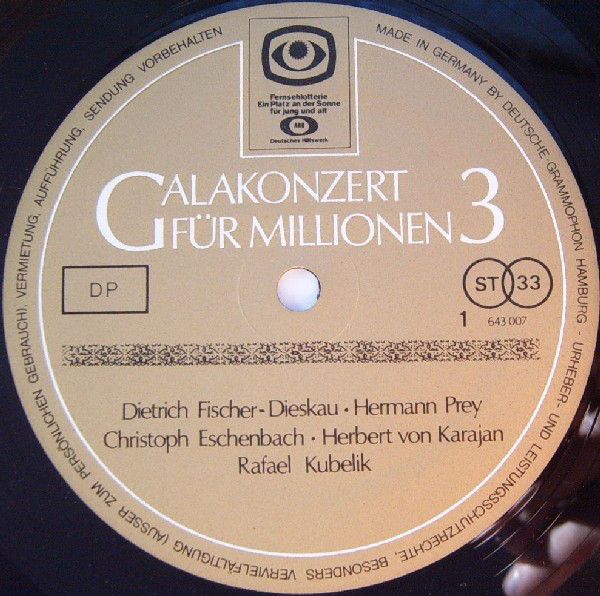 Fernsehlotterie
Ein Platz an der Sonne
für jung und alt
ARD
Deutsches Hilfswerk
GALAKONZERT
FÜR MILLIONEN 3
DP
ST 33
1 643 007
Dietrich Fischer-Dieskau · Hermann Prey
Christoph Eschenbach · Herbert von Karajan
Rafael Kubelik
MADE IN GERMANY BY DEUTSCHE GRAMMOPHON HAMBURG - URHEBER- UND LEISTUNGSSCHUTZRECHTE, BESONDERS VERVIELFÄLTIGUNG (AUSSER ZUM PERSÖNLICHEN GEBRAUCH), VERMIETUNG, AUFFÜHRUNG, SENDUNG VORBEHALTEN